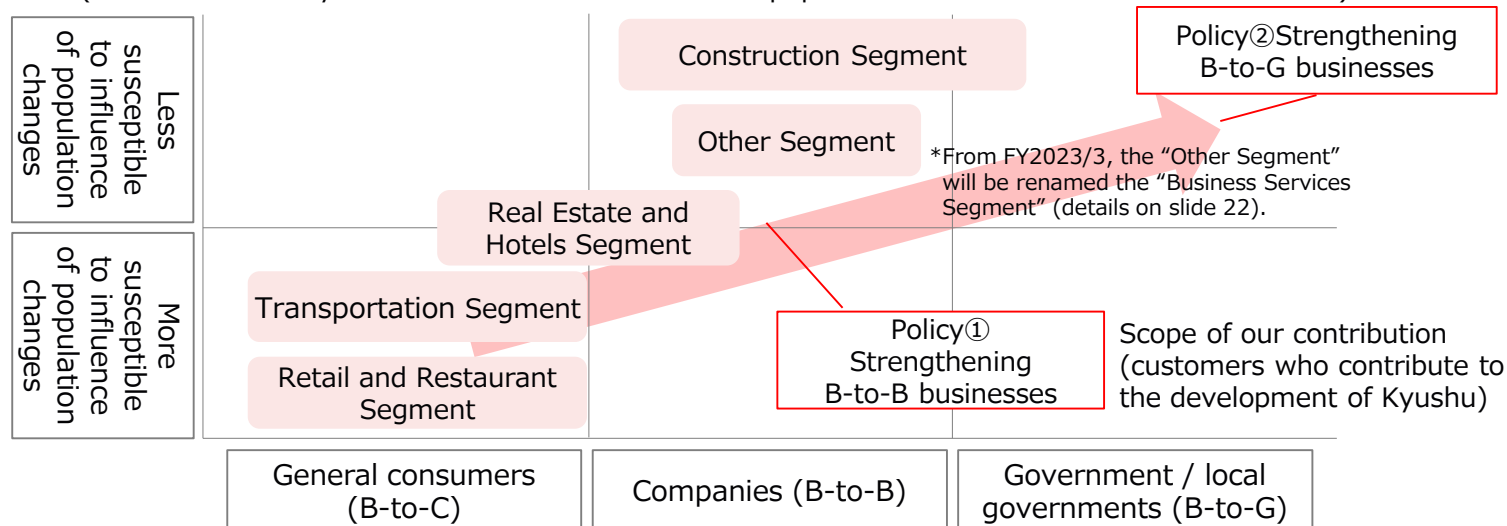 Less
susceptible
to influence
of population
changes
Construction Segment
Policy②Strengthening
B-to-G businesses
Other Segment
*From FY2023/3, the “Other Segment”
will be renamed the “Business Services
Segment” (details on slide 22).
Real Estate and
Hotels Segment
More
susceptible
to influence
of population
changes
Transportation Segment
Retail and Restaurant
Segment
Policy①
Strengthening
B-to-B businesses
Scope of our contribution
(customers who contribute to
the development of Kyushu)
General consumers
(B-to-C)
Companies (B-to-B)
Government / local
governments (B-to-G)